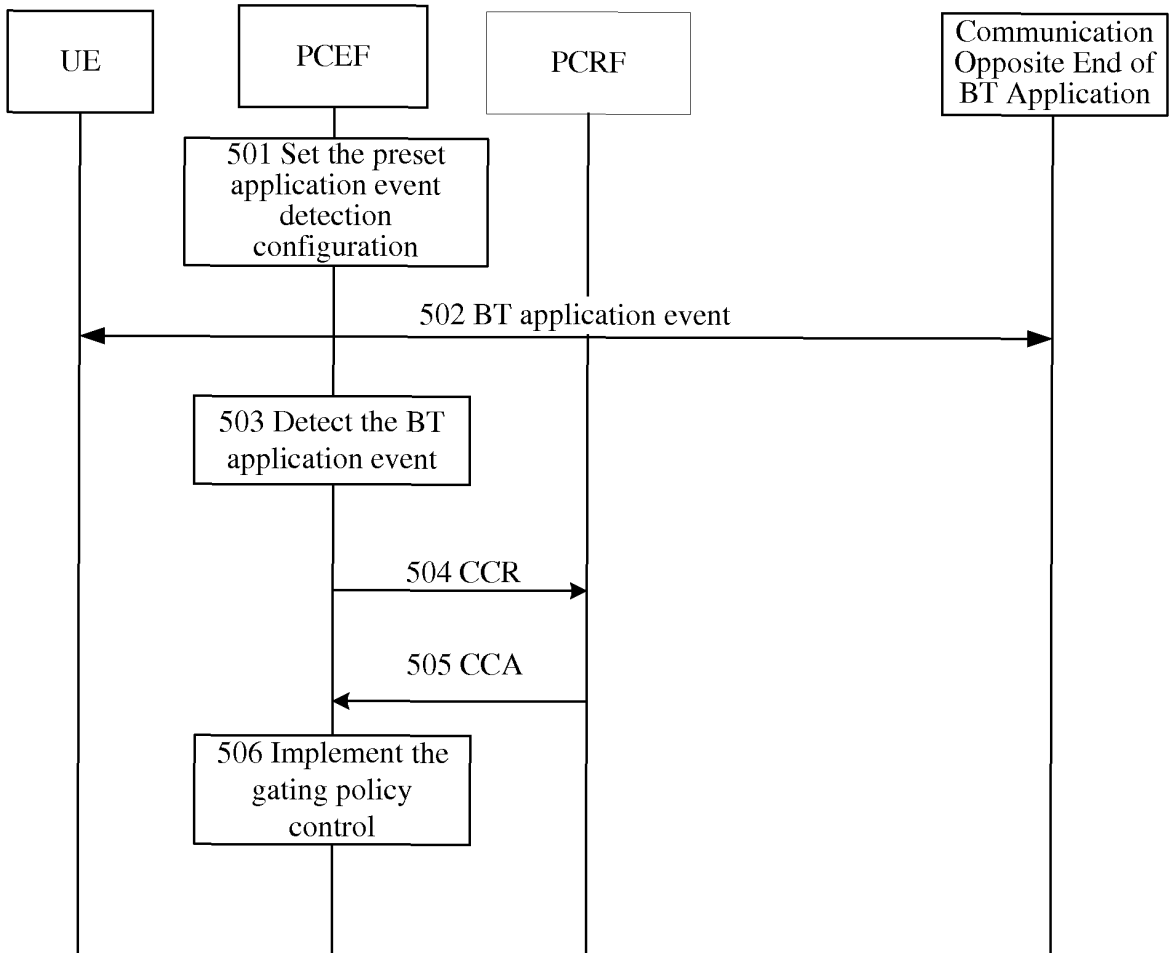 UE
PCEF
PCRF
Communication
Opposite End of
BT Application
501 Set the preset
application event
detection
configuration
502 BT application event
503 Detect the BT
application event
504 CCR
505 CCA
506 Implement the
gating policy
control